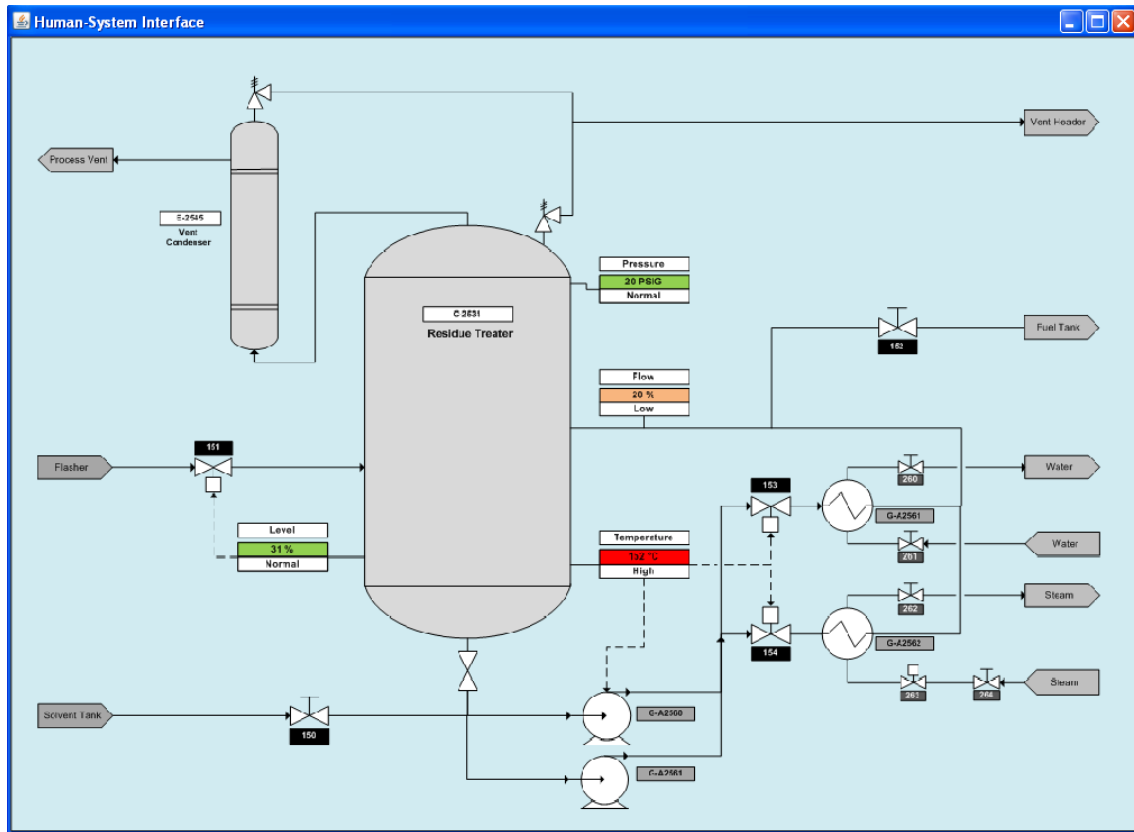 Human-System Interface
Vent Header
Process Vent
E-2545
Vent
Condenser
Pressure
20 PSIG
Normal
C-2531
Residue Treater
Fuel Tank
152
Flow
20 %
Low
151
Flasher
Water
260
153
G-A2561
Level
31 %
Normal
Temperature
High
Water
261
Steam
262
G-A2562
154
Steam
263
264
Solvent Tank
150
G-A2560
G-A2561